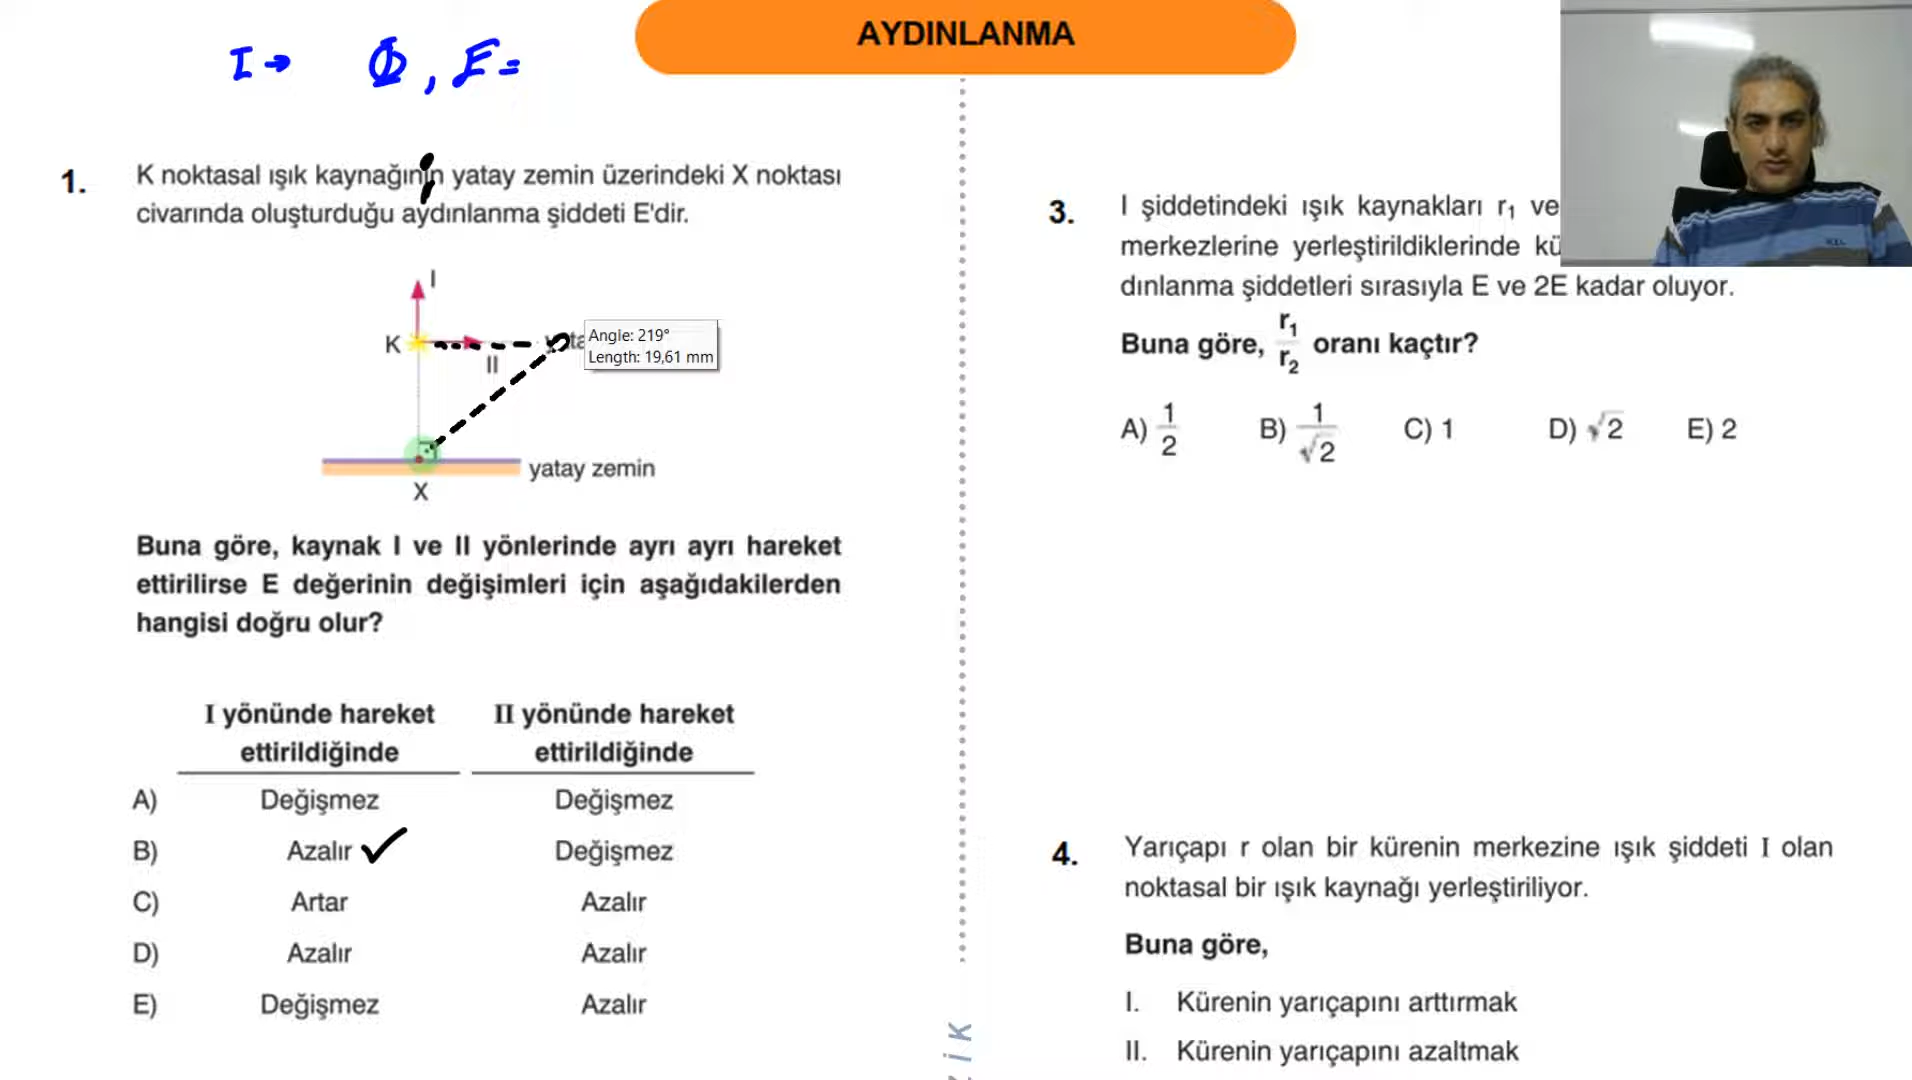 AYDINLANMA
I → Φ, E =
1. K noktasal ışık kaynağının yatay zemin üzerindeki X noktası
civarında oluşturduğu aydınlanma şiddeti E'dir.
I
K
II
Angle: 219°
Length: 19,61 mm
yatay zemin
X
Buna göre, kaynak I ve II yönlerinde ayrı ayrı hareket
ettirilirse E değerinin değişimleri için aşağıdakilerden
hangisi doğru olur?
I yönünde hareket II yönünde hareket
ettirildiğinde ettirildiğinde
A) Değişmez Değişmez
B) Azalır ✓ Değişmez
C) Artar Azalır
D) Azalır Azalır
E) Değişmez Azalır
ZİK
3. I şiddetindeki ışık kaynakları r₁ ve
merkezlerine yerleştirildiklerinde kü
dınlanma şiddetleri sırasıyla E ve 2E kadar oluyor.
Buna göre, r₁/r₂ oranı kaçtır?
A) 1/2 B) 1/√2 C) 1 D) √2 E) 2
4. Yarıçapı r olan bir kürenin merkezine ışık şiddeti I olan
noktasal bir ışık kaynağı yerleştiriliyor.
Buna göre,
I. Kürenin yarıçapını arttırmak
II. Kürenin yarıçapını azaltmak